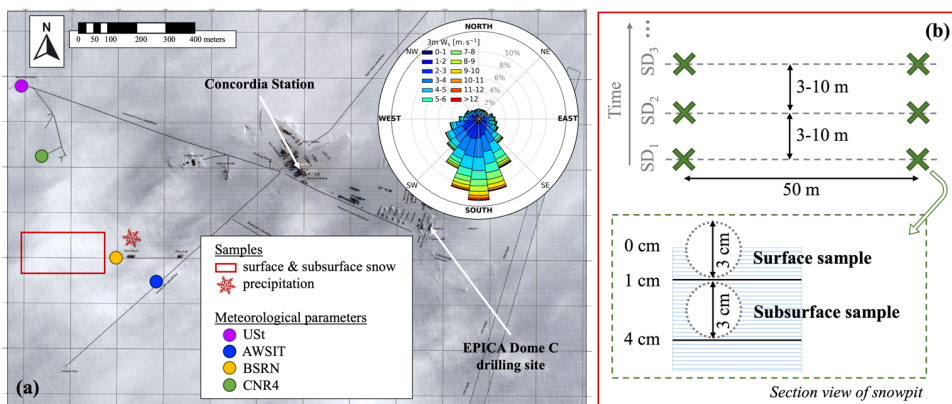 N
0 50 100 200 300 400 meters
Concordia Station
NORTH
NW
NE
WEST
EAST
SW
SE
SOUTH
3m Ws [m. s⁻¹]
0-1
1-2
2-3
3-4
4-5
5-6
7-8
8-9
9-10
10-11
11-12
>12
10%
8%
6%
4%
2%
Samples
surface & subsurface snow
precipitation
Meteorological parameters
USt
AWSIT
BSRN
CNR4
EPICA Dome C
drilling site
(a)
(b)
Time
SD3
SD2
SD1
...
3-10 m
3-10 m
50 m
0 cm
1 cm
4 cm
3 cm
Surface sample
3 cm
Subsurface sample
Section view of snowpit